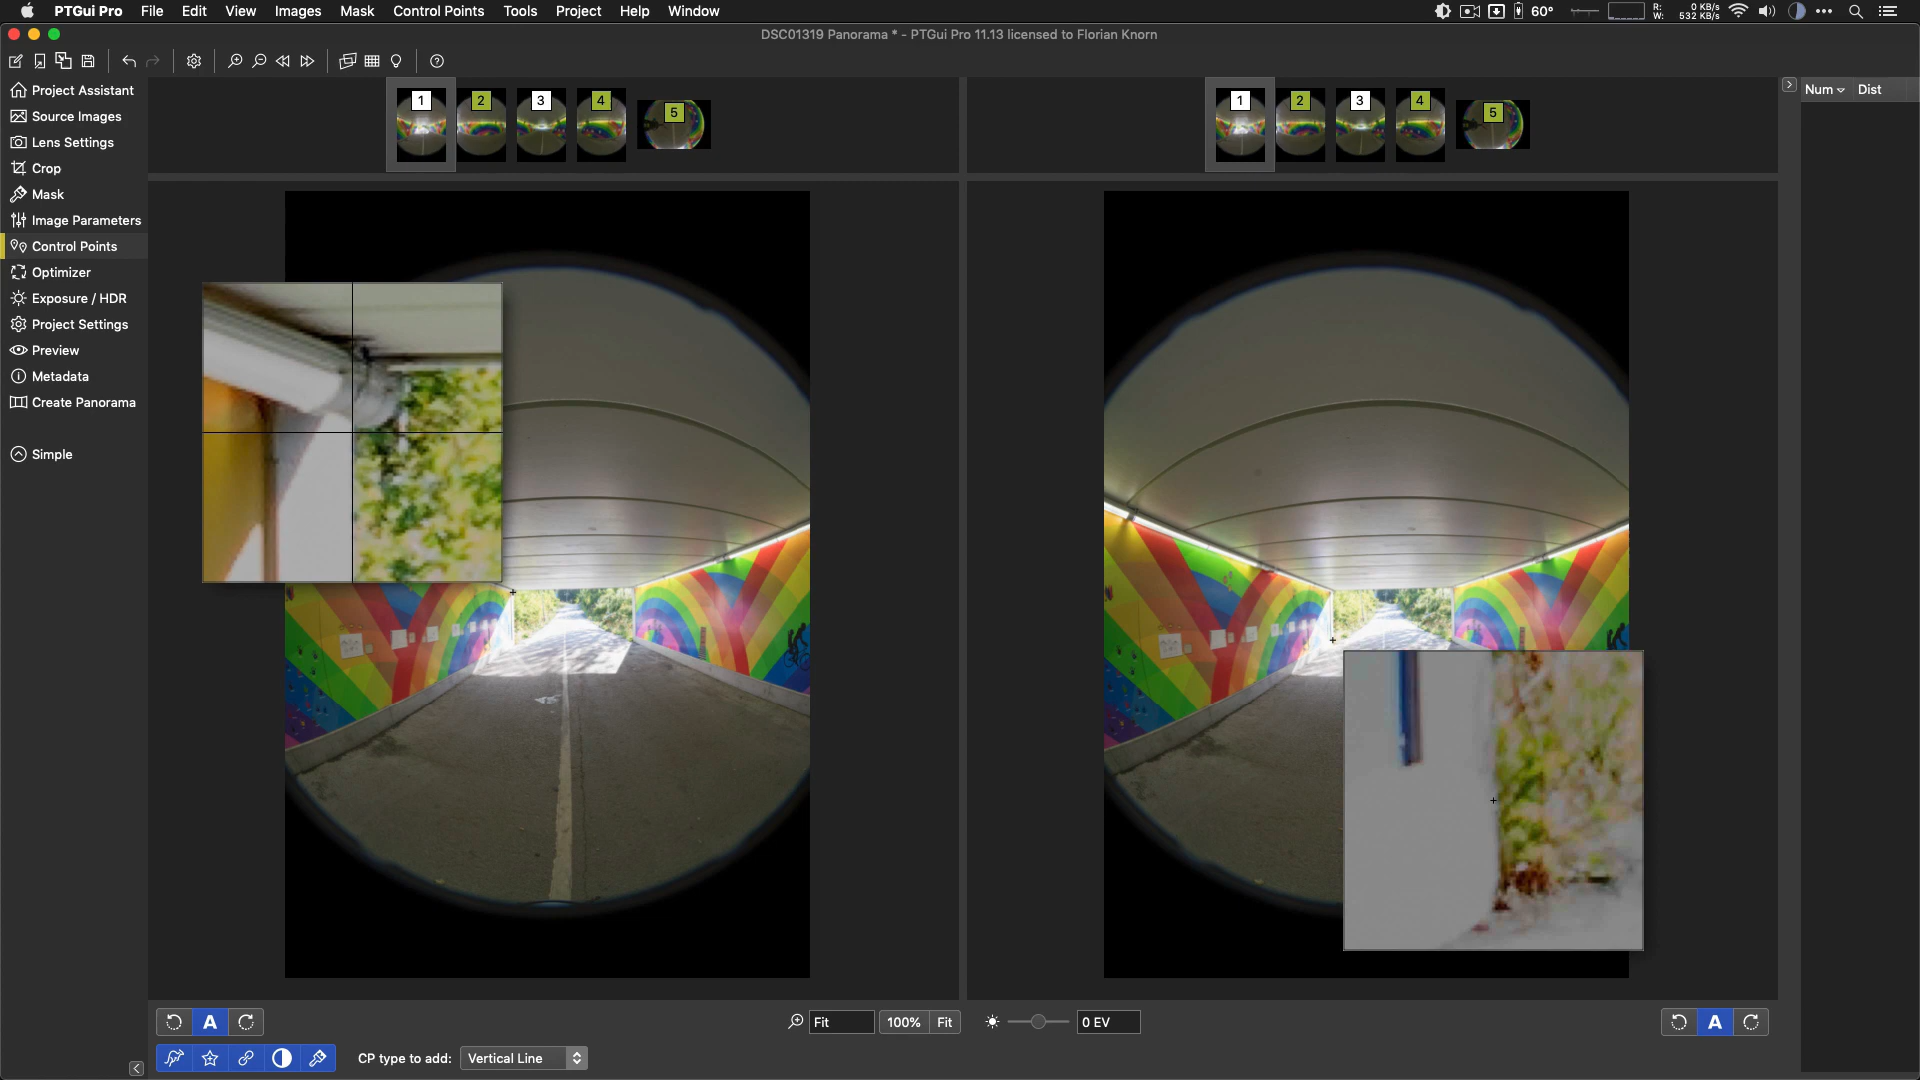 PTGui Pro File Edit View Images Mask Control Points Tools Project Help Window
60° R: 0 KB/s
W: 532 KB/s
DSC01319 Panorama * - PTGui Pro 11.13 licensed to Florian Knorn
Project Assistant
Source Images
Lens Settings
Crop
Mask
Image Parameters
Control Points
Optimizer
Exposure / HDR
Project Settings
Preview
Metadata
Create Panorama
Simple
1 2 3 4 5
1 2 3 4 5
Num Dist
A
Fit 100% Fit
0 EV
A
CP type to add: Vertical Line